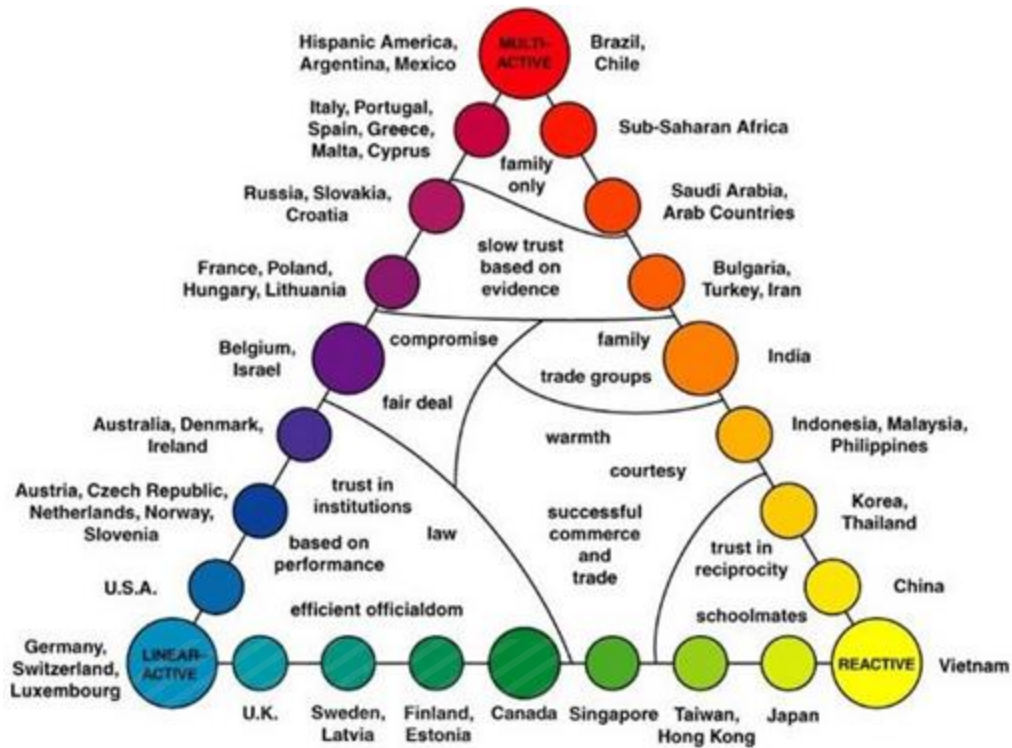 Hispanic America,
Argentina, Mexico
MULTI-
ACTIVE
Brazil,
Chile
Italy, Portugal,
Spain, Greece,
Malta, Cyprus
Sub-Saharan Africa
family
only
Russia, Slovakia,
Croatia
Saudi Arabia,
Arab Countries
slow trust
based on
evidence
France, Poland,
Hungary, Lithuania
Bulgaria,
Turkey, Iran
compromise
family
Belgium,
Israel
India
trade groups
fair deal
Australia, Denmark,
Ireland
warmth
Indonesia, Malaysia,
Philippines
courtesy
trust in
institutions
Austria, Czech Republic,
Netherlands, Norway,
Slovenia
law
successful
commerce
and
trade
Korea,
Thailand
based on
performance
trust in
reciprocity
U.S.A.
China
efficient officialdom
schoolmates
Germany,
Switzerland,
Luxembourg
LINEAR-
ACTIVE
REACTIVE
Vietnam
U.K.
Sweden,
Latvia
Finland,
Estonia
Canada
Singapore
Taiwan,
Hong Kong
Japan